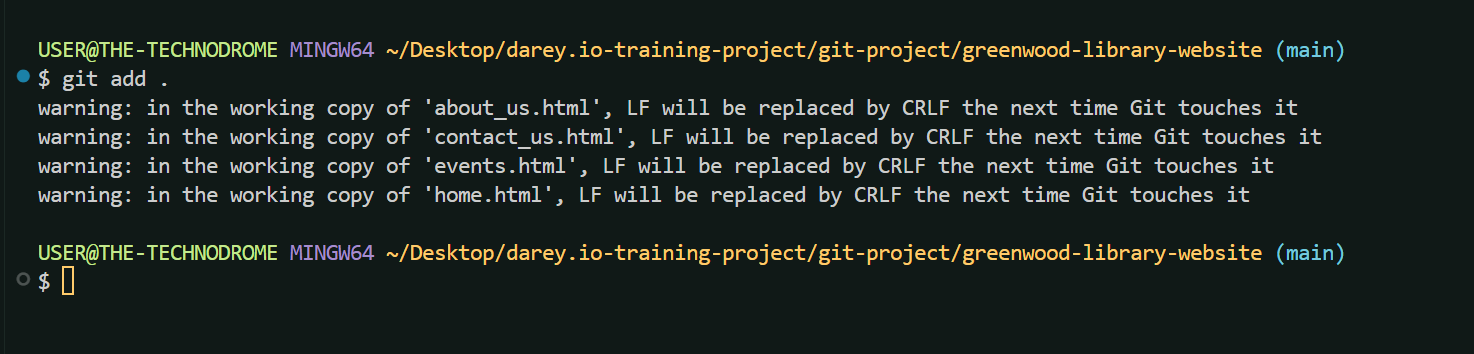 USER@THE-TECHNODROME MINGW64 ~/Desktop/darey.io-training-project/git-project/greenwood-library-website (main)
$ git add .
warning: in the working copy of 'about_us.html', LF will be replaced by CRLF the next time Git touches it
warning: in the working copy of 'contact_us.html', LF will be replaced by CRLF the next time Git touches it
warning: in the working copy of 'events.html', LF will be replaced by CRLF the next time Git touches it
warning: in the working copy of 'home.html', LF will be replaced by CRLF the next time Git touches it
USER@THE-TECHNODROME MINGW64 ~/Desktop/darey.io-training-project/git-project/greenwood-library-website (main)
$